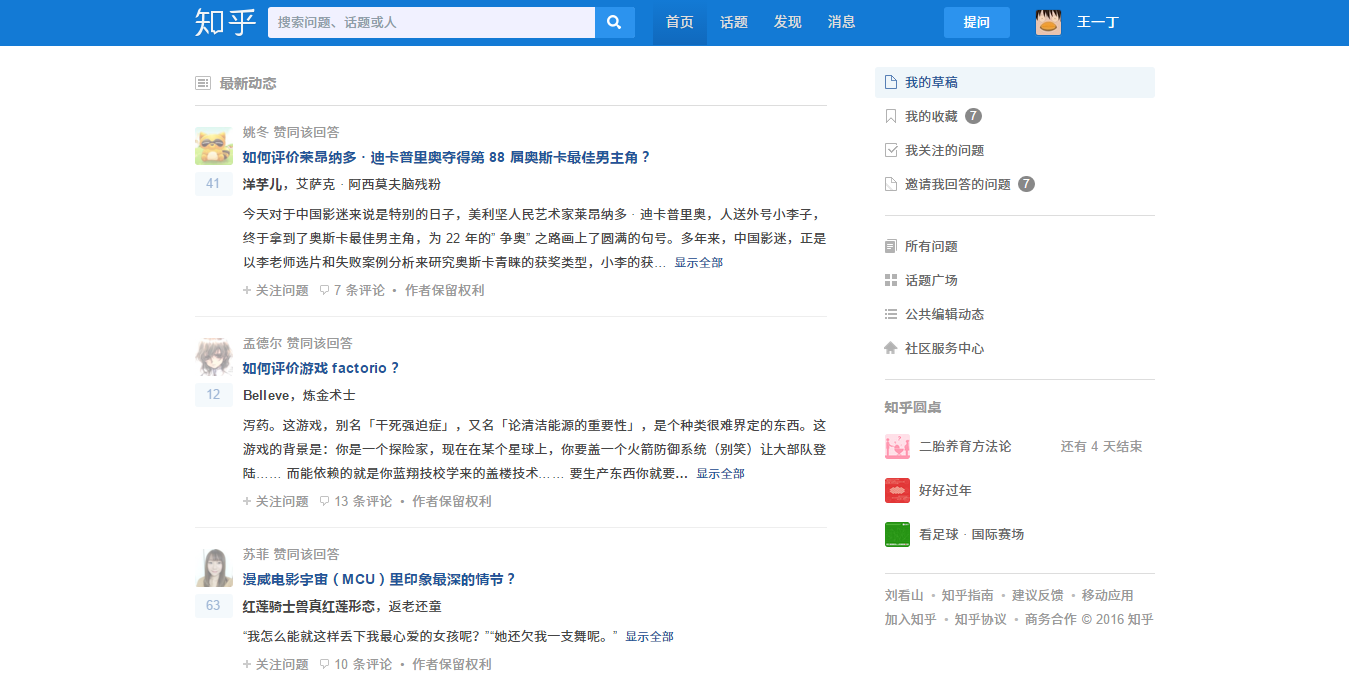 知乎 搜索问题、话题或人 首页 话题 发现 消息 提问 王一丁
最新动态
姚冬 赞同该回答
如何评价莱昂纳多·迪卡普里奥夺得第 88 届奥斯卡最佳男主角？
41
洋芋儿，艾萨克·阿西莫夫脑残粉
今天对于中国影迷来说是特别的日子，美利坚人民艺术家莱昂纳多·迪卡普里奥，人送外号小李子，
终于拿到了奥斯卡最佳男主角，为 22 年的” 争奥” 之路画上了圆满的句号。多年来，中国影迷，正是
以李老师选片和失败案例分析来研究奥斯卡青睐的获奖类型，小李的获… 显示全部
关注问题 7 条评论 • 作者保留权利
孟德尔 赞同该回答
如何评价游戏 factorio？
12
Belleve，炼金术士
泻药。这游戏，别名「干死强迫症」，又名「论清洁能源的重要性」，是个种类很难界定的东西。这
游戏的背景是：你是一个探险家，现在在某个星球上，你要盖一个火箭防御系统（别笑）让大部队登
陆…… 而能依赖的就是你蓝翔技校学来的盖楼技术…… 要生产东西你就要… 显示全部
关注问题 13 条评论 • 作者保留权利
苏菲 赞同该回答
漫威电影宇宙（MCU）里印象最深的情节？
63
红莲骑士兽真红莲形态，返老还童
“我怎么能就这样丢下我最心爱的女孩呢？”“她还欠我一支舞呢。” 显示全部
关注问题 10 条评论 • 作者保留权利
我的草稿
我的收藏 7
我关注的问题
邀请我回答的问题 7
所有问题
话题广场
公共编辑动态
社区服务中心
知乎圆桌
二胎养育方法论 还有 4 天结束
好好过年
看足球·国际赛场
刘看山 • 知乎指南 • 建议反馈 • 移动应用
加入知乎 • 知乎协议 • 商务合作 © 2016 知乎